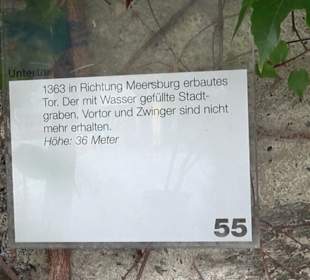 Untertor
1363 in Richtung Meersburg erbautes
Tor. Der mit Wasser gefüllte Stadt-
graben, Vortor und Zwinger sind nicht
mehr erhalten.
Höhe: 36 Meter
55